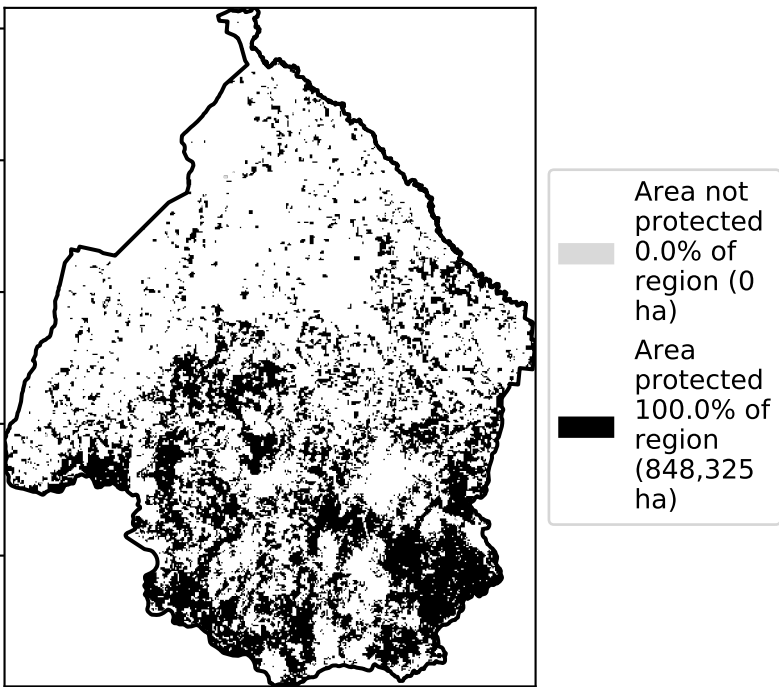 Area not
protected
0.0% of
region (0
ha)
Area
protected
100.0% of
region
(848,325
ha)